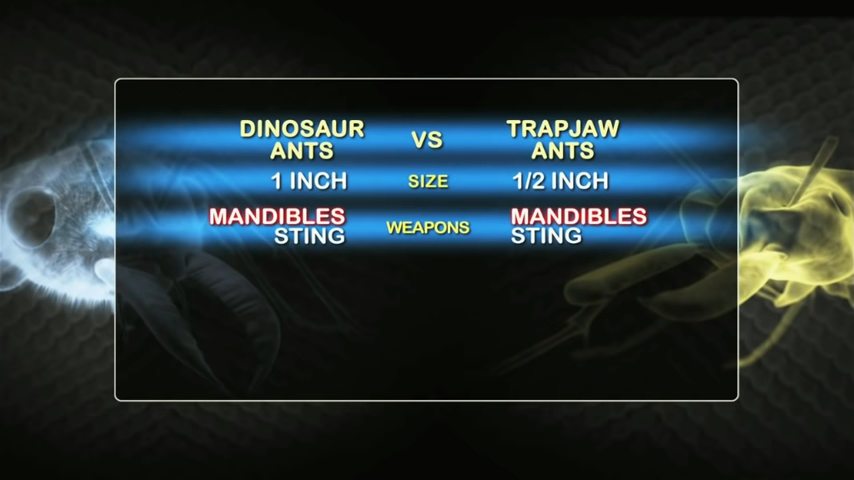 DINOSAUR ANTS VS TRAPJAW ANTS
1 INCH SIZE 1/2 INCH
MANDIBLES WEAPONS MANDIBLES
STING STING